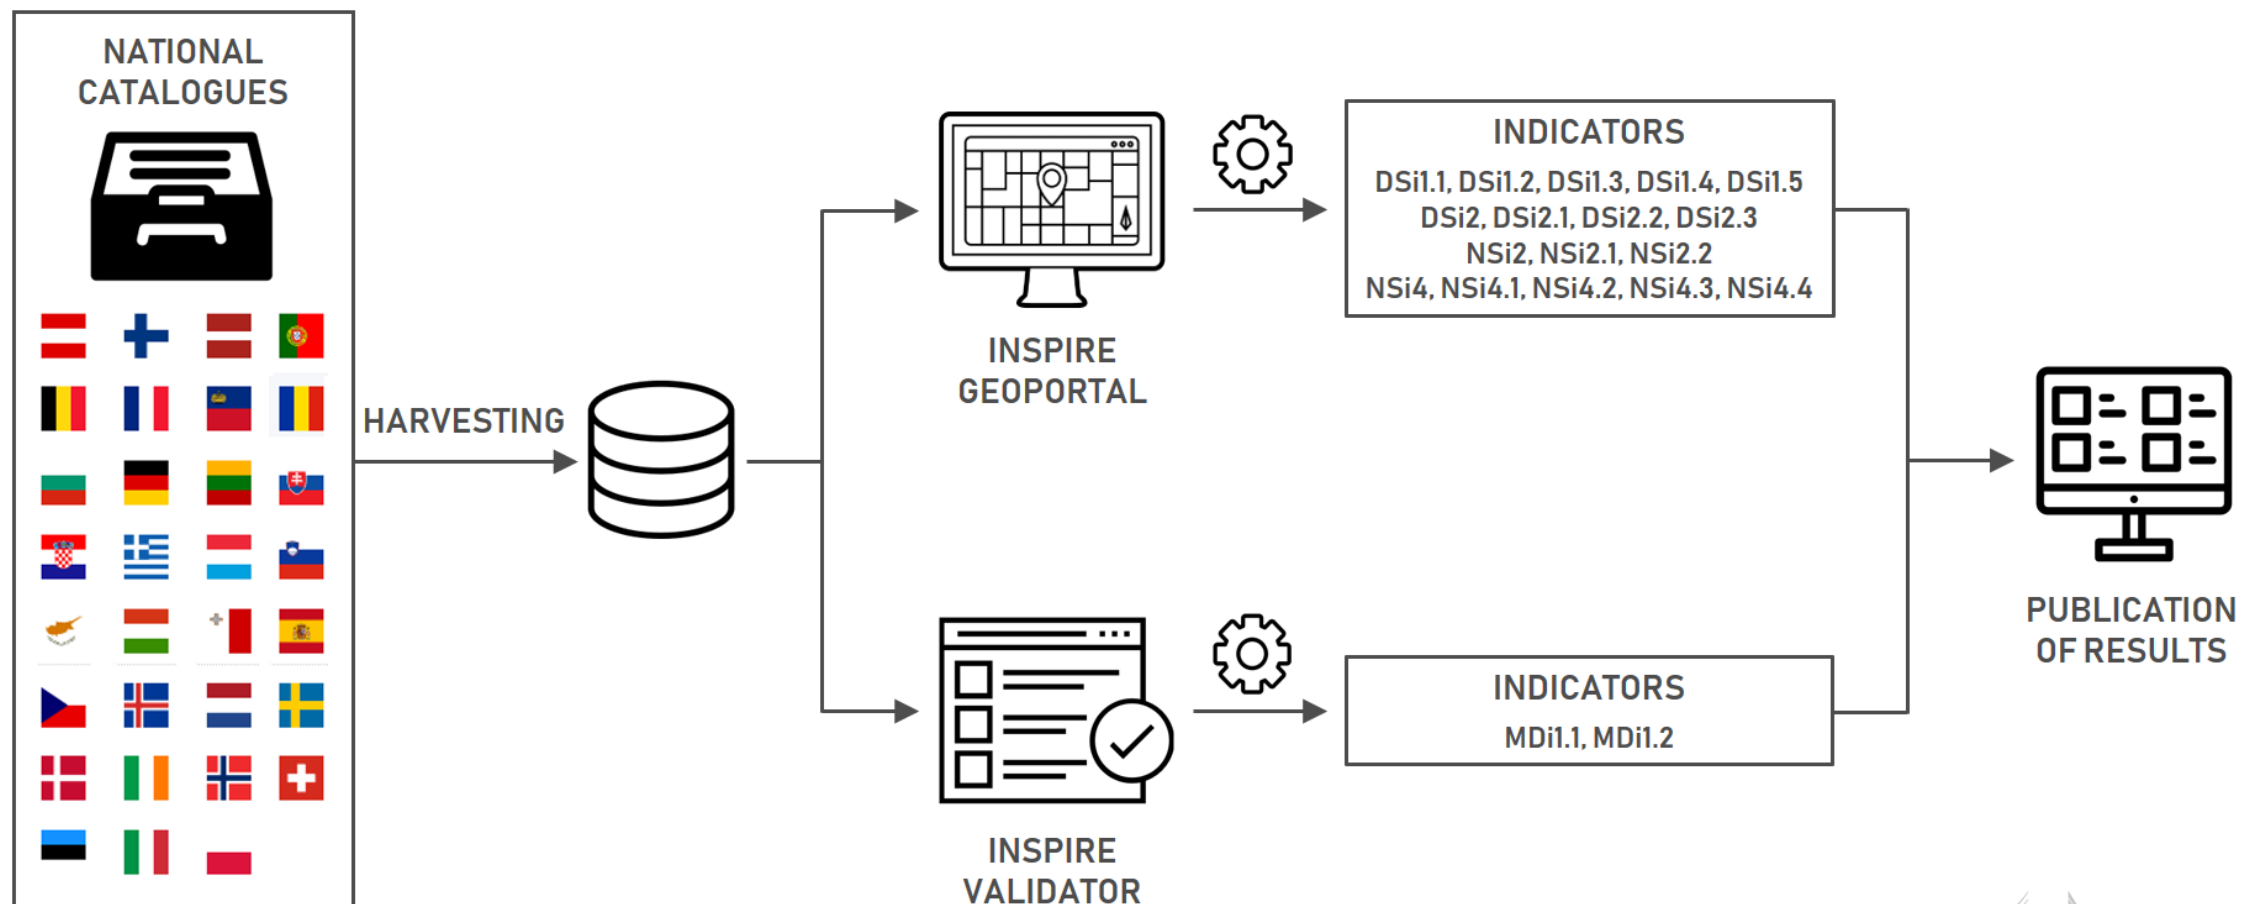 NATIONAL
CATALOGUES
HARVESTING
INSPIRE
GEOPORTAL
INDICATORS
DSi1.1, DSi1.2, DSi1.3, DSi1.4, DSi1.5
DSi2, DSi2.1, DSi2.2, DSi2.3
NSi2, NSi2.1, NSi2.2
NSi4, NSi4.1, NSi4.2, NSi4.3, NSi4.4
INSPIRE
VALIDATOR
INDICATORS
MDi1.1, MDi1.2
PUBLICATION
OF RESULTS